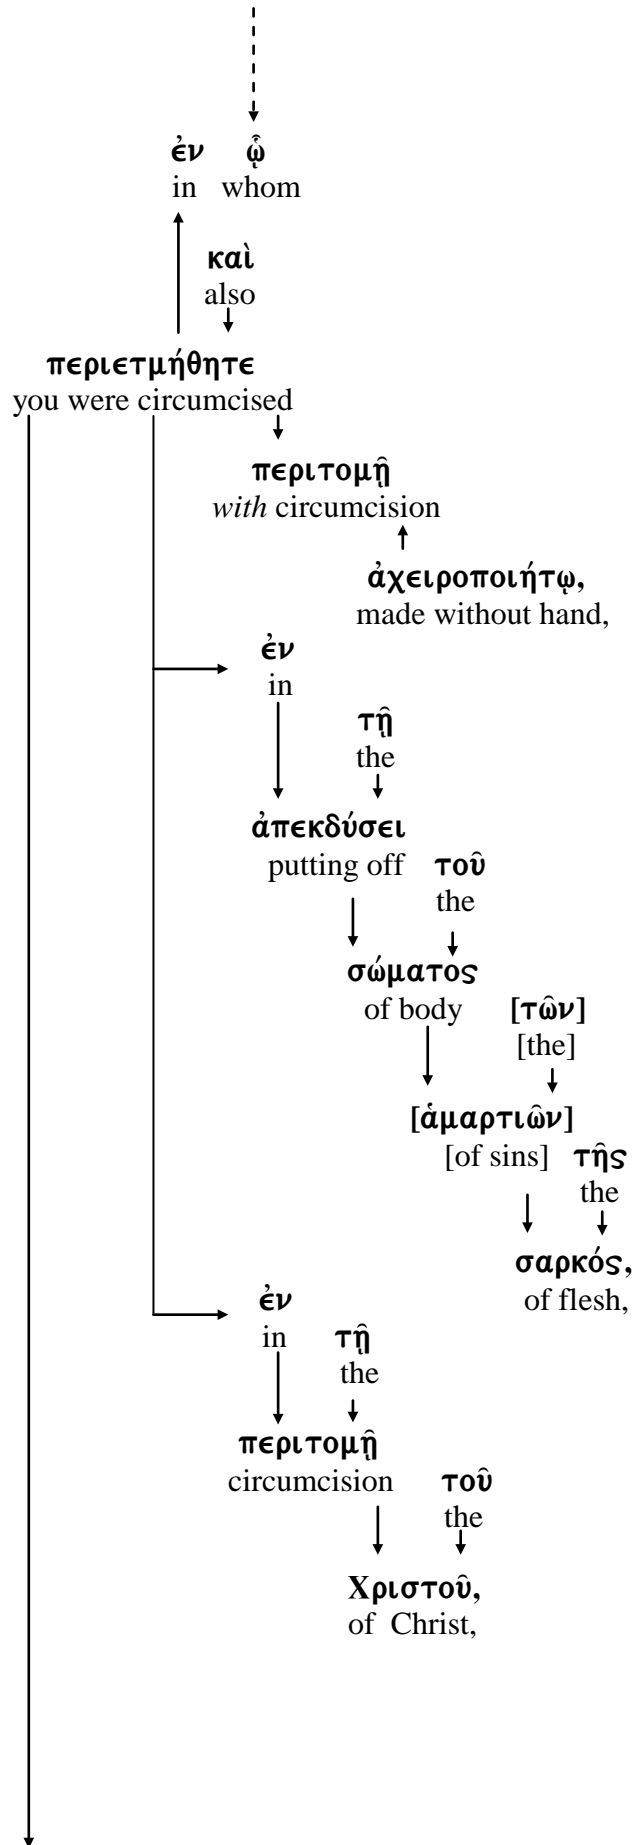 ἐν ᾧ
in whom
καὶ
also
περιετμήθητε
you were circumcised
περιτομῇ
with circumcision
ἀχειροποιήτῳ,
made without hand,
ἐν
in
τῇ
the
ἀπεκδύσει
putting off
τοῦ
the
σώματος
of body
[τῶν]
[the]
[ἁμαρτιῶν]
[of sins]
τῆς
the
σαρκός,
of flesh,
ἐν
in
τῇ
the
περιτομῇ
circumcision
τοῦ
the
Χριστοῦ,
of Christ,